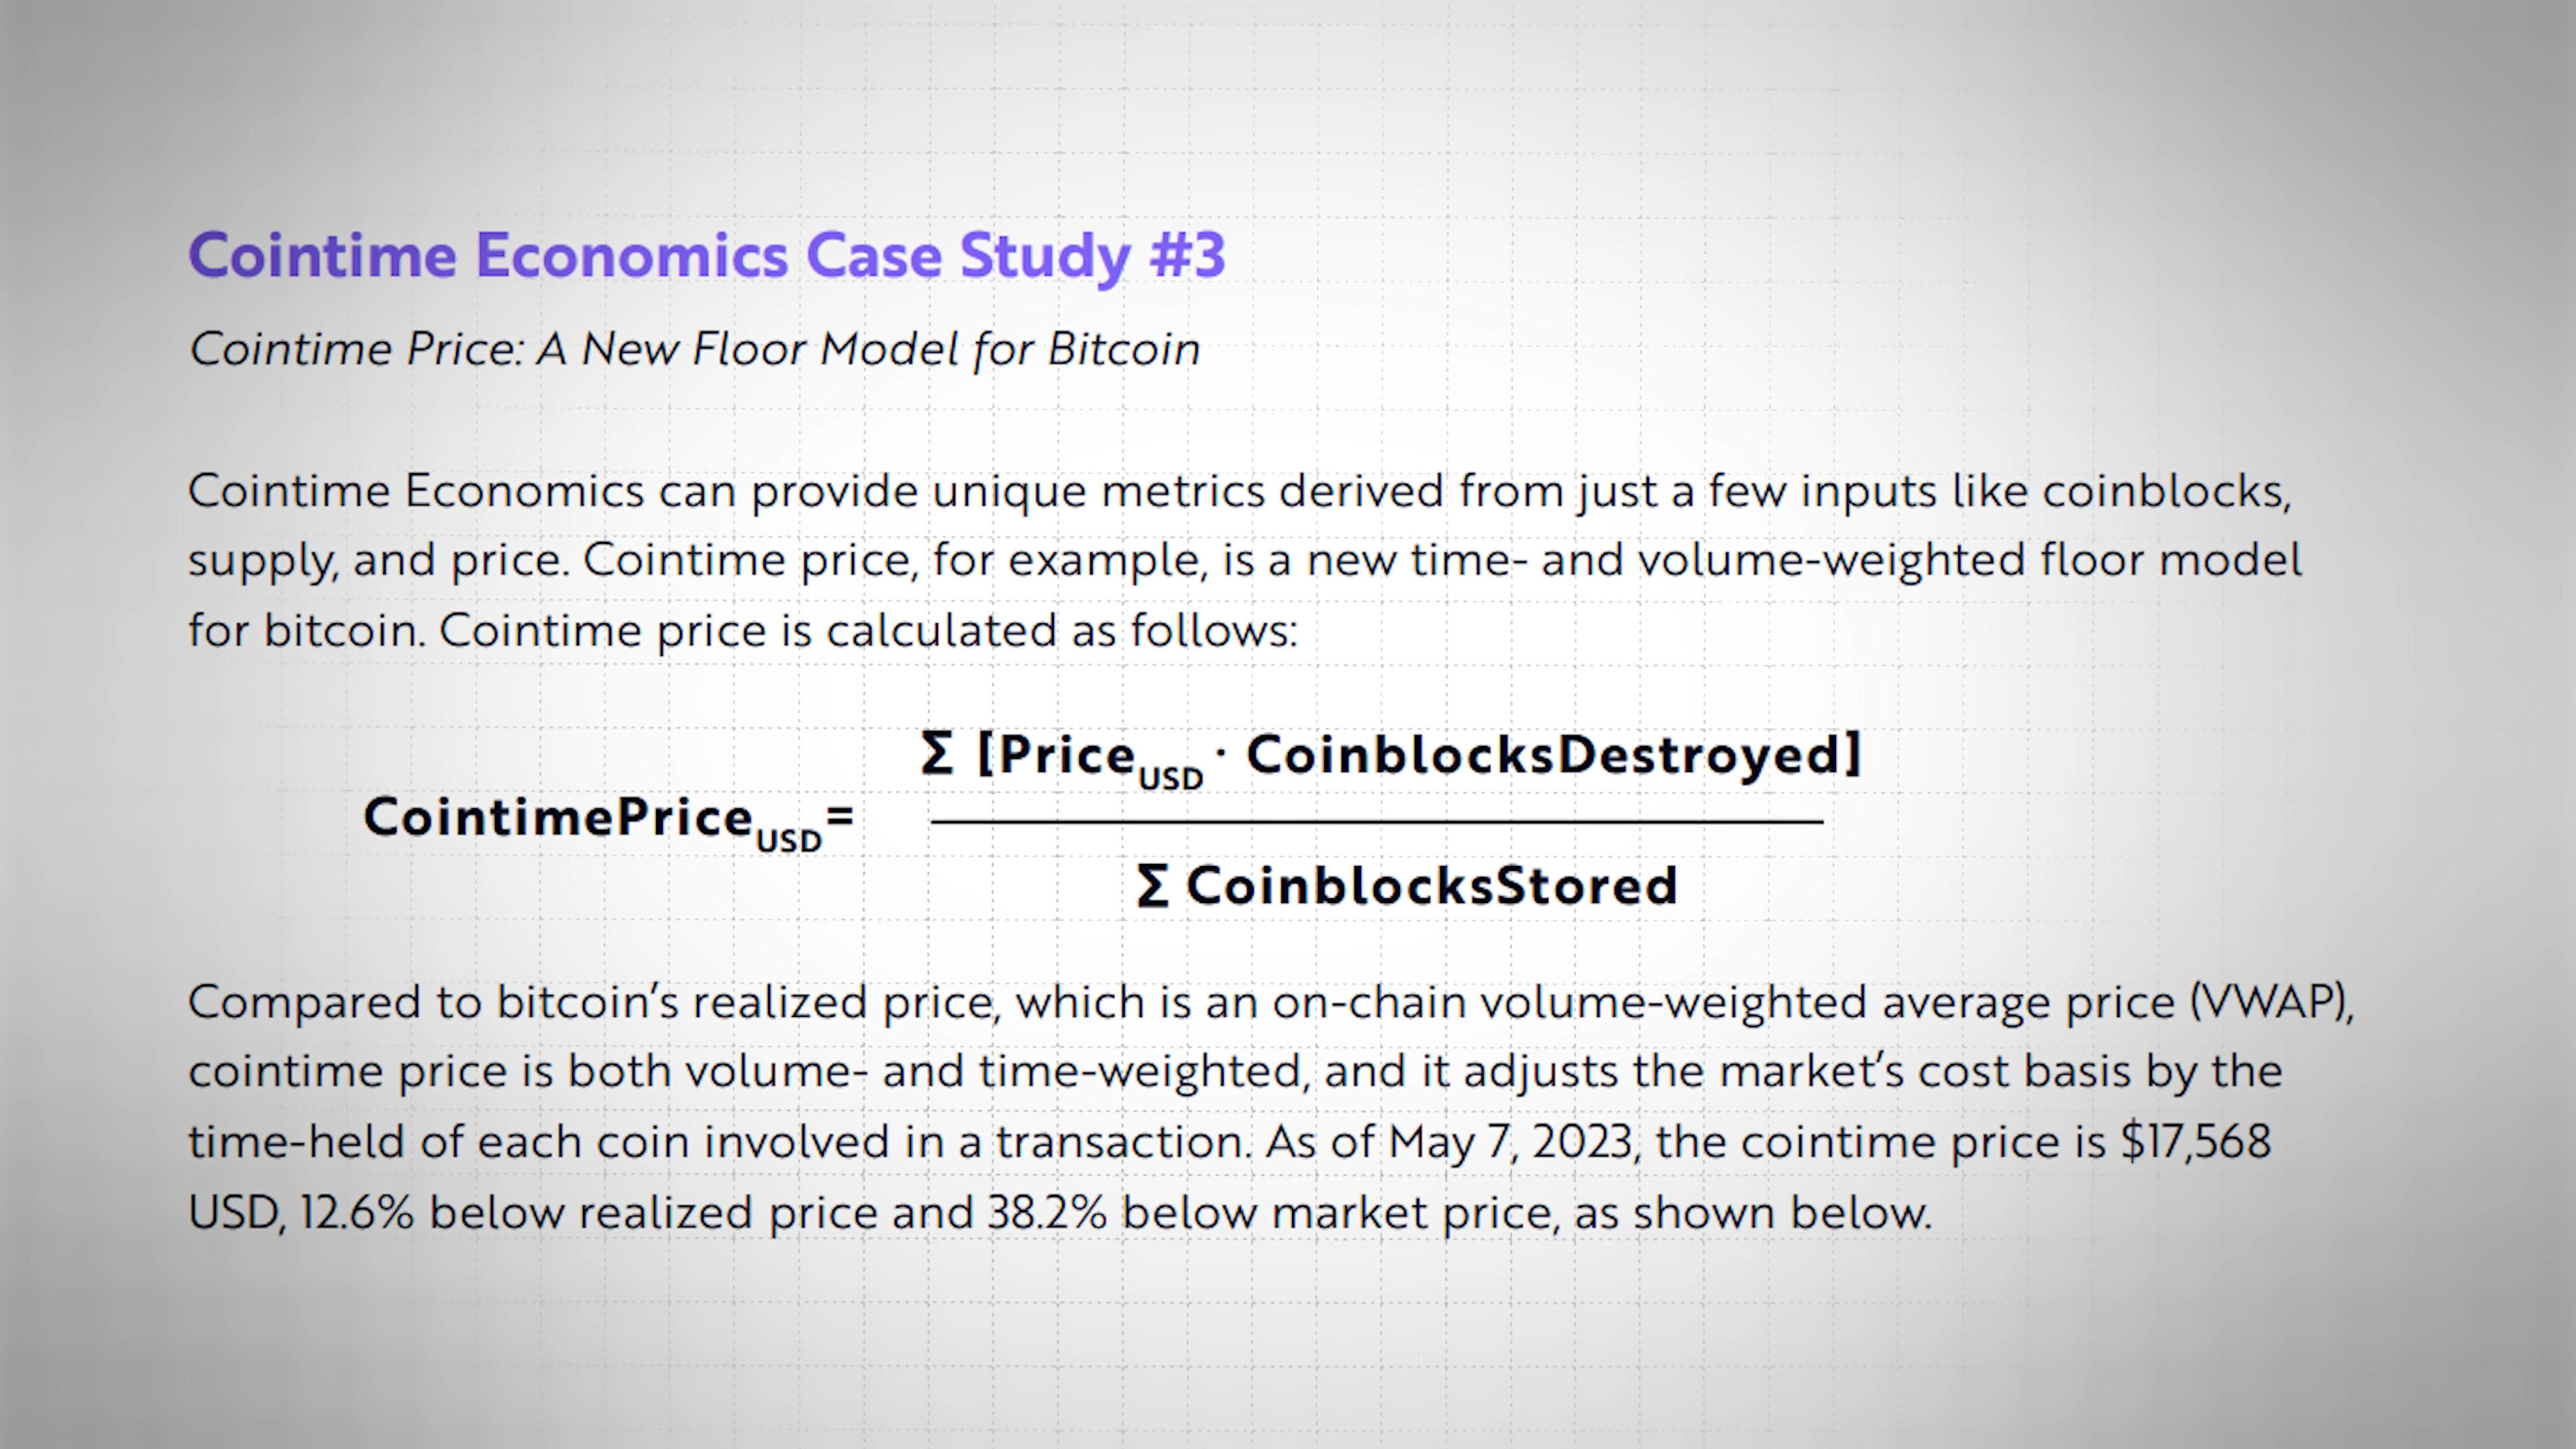 Cointime Economics Case Study #3
Cointime Price: A New Floor Model for Bitcoin
Cointime Economics can provide unique metrics derived from just a few inputs like coinblocks,
supply, and price. Cointime price, for example, is a new time- and volume-weighted floor model
for bitcoin. Cointime price is calculated as follows:
CointimePrice USD = Σ [Price USD · CoinblocksDestroyed]
Σ CoinblocksStored
Compared to bitcoin’s realized price, which is an on-chain volume-weighted average price (VWAP),
cointime price is both volume- and time-weighted, and it adjusts the market’s cost basis by the
time-held of each coin involved in a transaction. As of May 7, 2023, the cointime price is $17,568
USD, 12.6% below realized price and 38.2% below market price, as shown below.